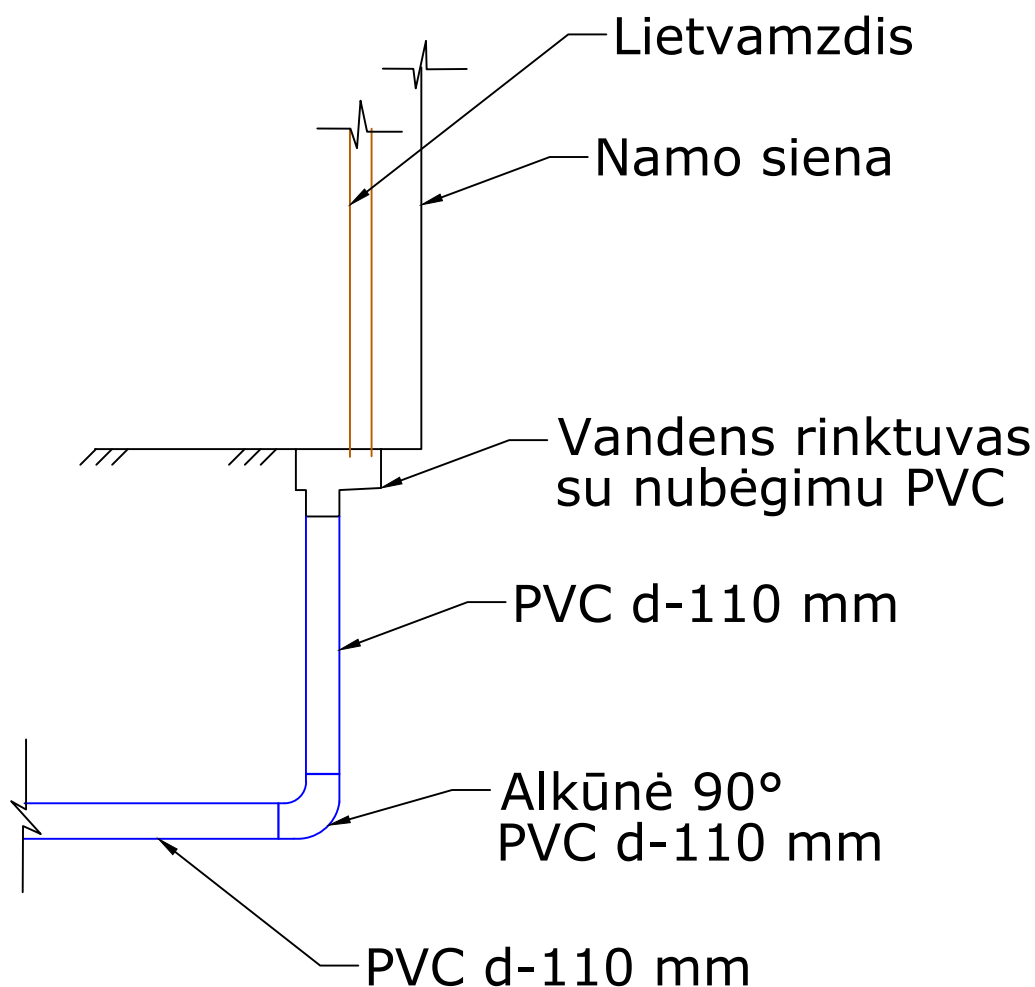 Lietvamzdis
Namo siena
Vandens rinktuvas
su nubėgimu PVC
PVC d-110 mm
Alkūnė 90°
PVC d-110 mm
PVC d-110 mm